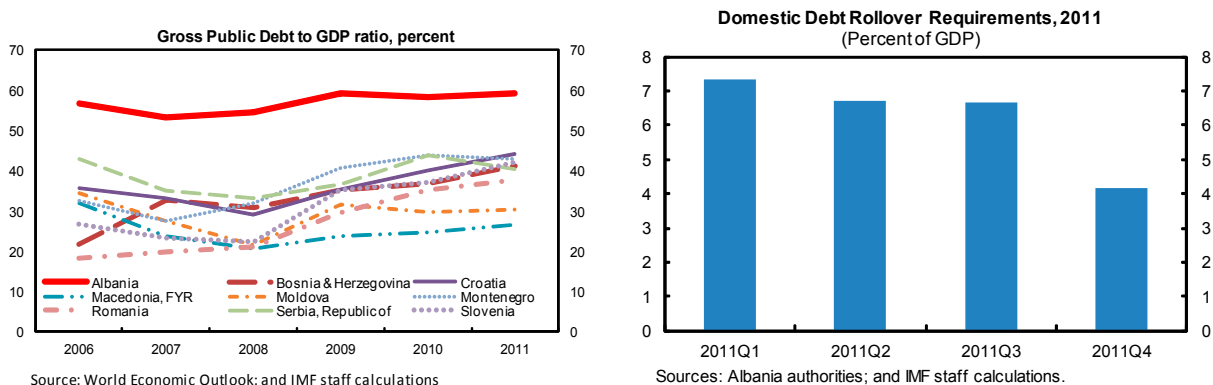 Gross Public Debt to GDP ratio, percent
70
60
50
40
30
20
10
0
70
60
50
40
30
20
10
0
Albania
Bosnia & Herzegovina
Croatia
Macedonia, FYR
Moldova
Montenegro
Romania
Serbia, Republic of
Slovenia
2006 2007 2008 2009 2010 2011
Source: World Economic Outlook: and IMF staff calculations
Domestic Debt Rollover Requirements, 2011
(Percent of GDP)
8
7
6
5
4
3
2
1
0
8
7
6
5
4
3
2
1
0
2011Q1 2011Q2 2011Q3 2011Q4
Sources: Albania authorities; and IMF staff calculations.